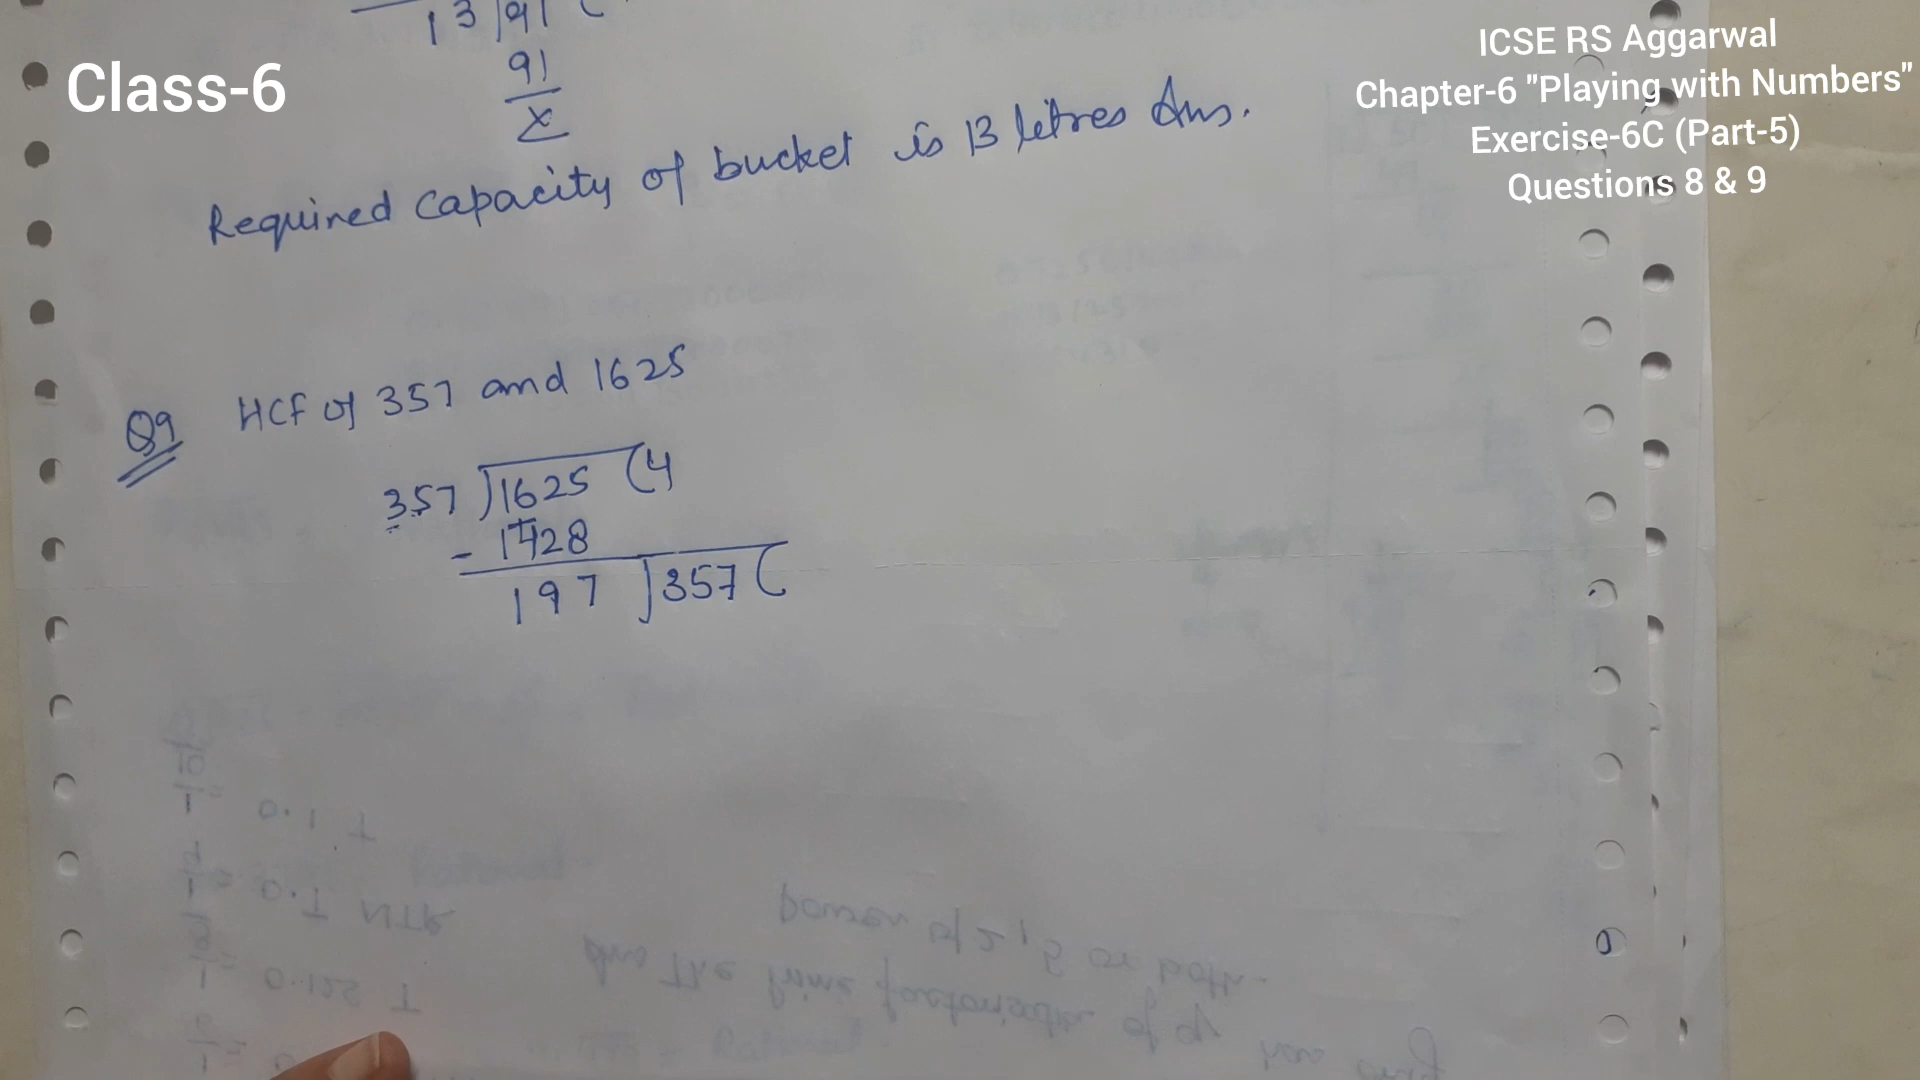 13)91(
91
x
Class-6
ICSE RS Aggarwal
Chapter-6 "Playing with Numbers"
Exercise-6C (Part-5)
Questions 8 & 9
Required capacity of bucket is 13 litres Ans.
Q9 HCF of 357 and 1625
357)1625(4
- 1428
197)357(